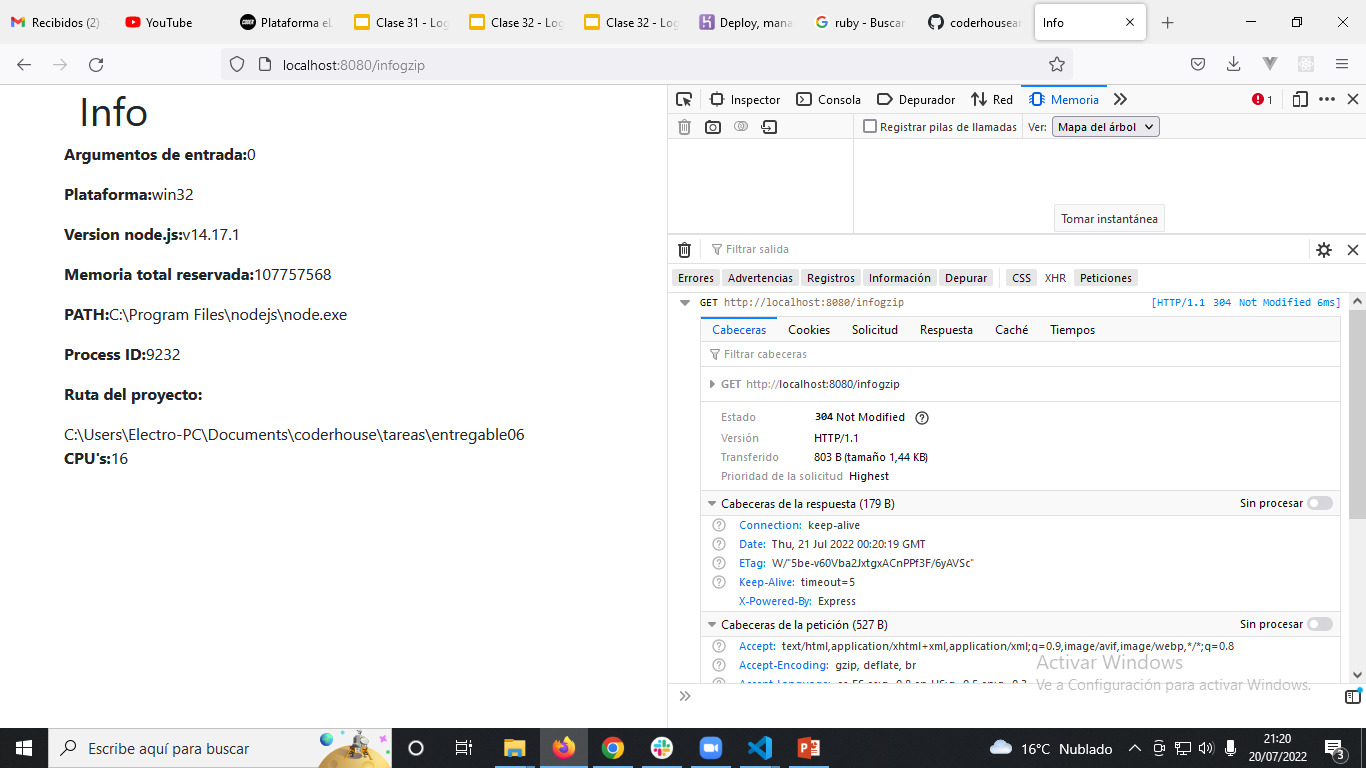 Recibidos (2)
YouTube
Plataforma eL
Clase 31 - Log
Clase 32 - Log
Clase 32 - Log
Deploy, mana
ruby - Buscar
coderhousear
Info
localhost:8080/infogzip
Info
Argumentos de entrada:0
Plataforma:win32
Version node.js:v14.17.1
Memoria total reservada:107757568
PATH:C:\Program Files\nodejs\node.exe
Process ID:9232
Ruta del proyecto:
C:\Users\Electro-PC\Documents\coderhouse\tareas\entregable06
CPU's:16
Inspector
Consola
Depurador
Red
Memoria
1
Registrar pilas de llamadas
Ver:
Mapa del árbol
Tomar instantánea
Filtrar salida
Errores
Advertencias
Registros
Información
Depurar
CSS
XHR
Peticiones
GET http://localhost:8080/infogzip
[HTTP/1.1 304 Not Modified 6ms]
Cabeceras
Cookies
Solicitud
Respuesta
Caché
Tiempos
Filtrar cabeceras
GET http://localhost:8080/infogzip
Estado 304 Not Modified
Versión HTTP/1.1
Transferido 803 B (tamaño 1,44 KB)
Prioridad de la solicitud Highest
Cabeceras de la respuesta (179 B)
Sin procesar
Connection: keep-alive
Date: Thu, 21 Jul 2022 00:20:19 GMT
ETag: W/"5be-v60Vba2JxtgxACnPPf3F/6yAVSc"
Keep-Alive: timeout=5
X-Powered-By: Express
Cabeceras de la petición (527 B)
Sin procesar
Accept: text/html,application/xhtml+xml,application/xml;q=0.9,image/avif,image/webp,*/*;q=0.8
Accept-Encoding: gzip, deflate, br
Activar Windows
Ve a Configuración para activar Windows.
Escribe aquí para buscar
16°C Nublado
21:20
20/07/2022
3